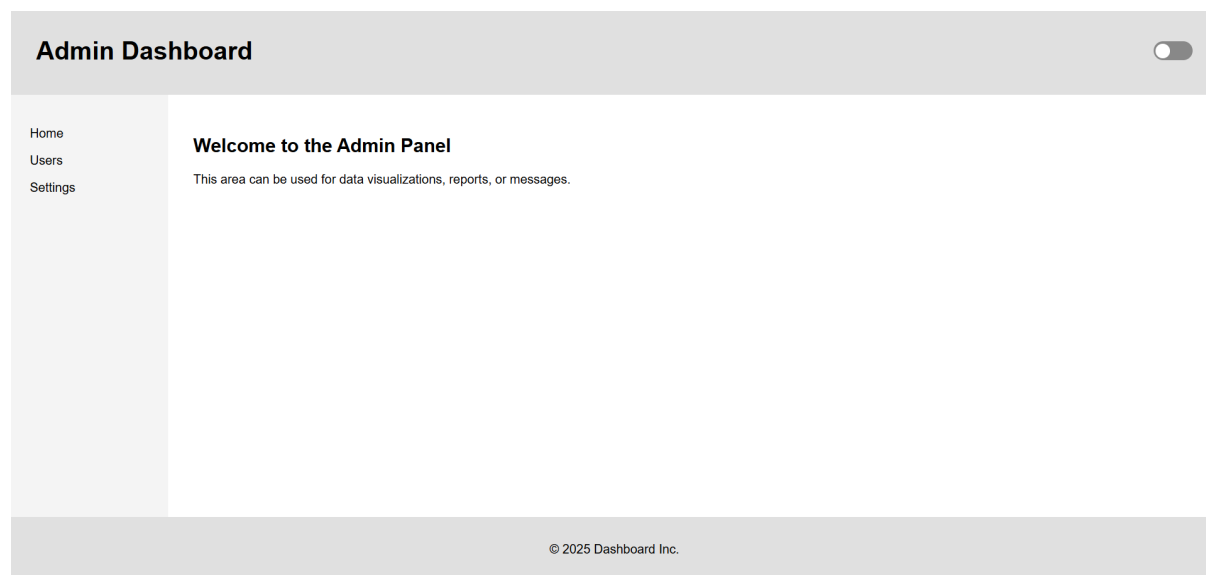 Admin Dashboard
Home
Users
Settings
Welcome to the Admin Panel
This area can be used for data visualizations, reports, or messages.
© 2025 Dashboard Inc.